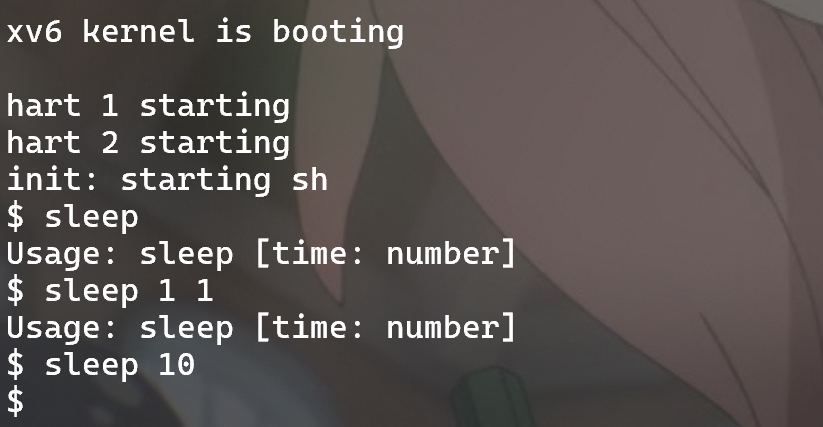 xv6 kernel is booting
hart 1 starting
hart 2 starting
init: starting sh
$ sleep
Usage: sleep [time: number]
$ sleep 1 1
Usage: sleep [time: number]
$ sleep 10
$